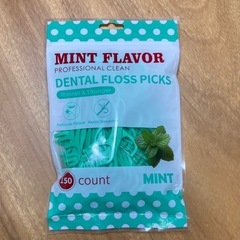 MINT FLAVOR
PROFESSIONAL CLEAN
DENTAL FLOSS PICKS
150 count
MINT